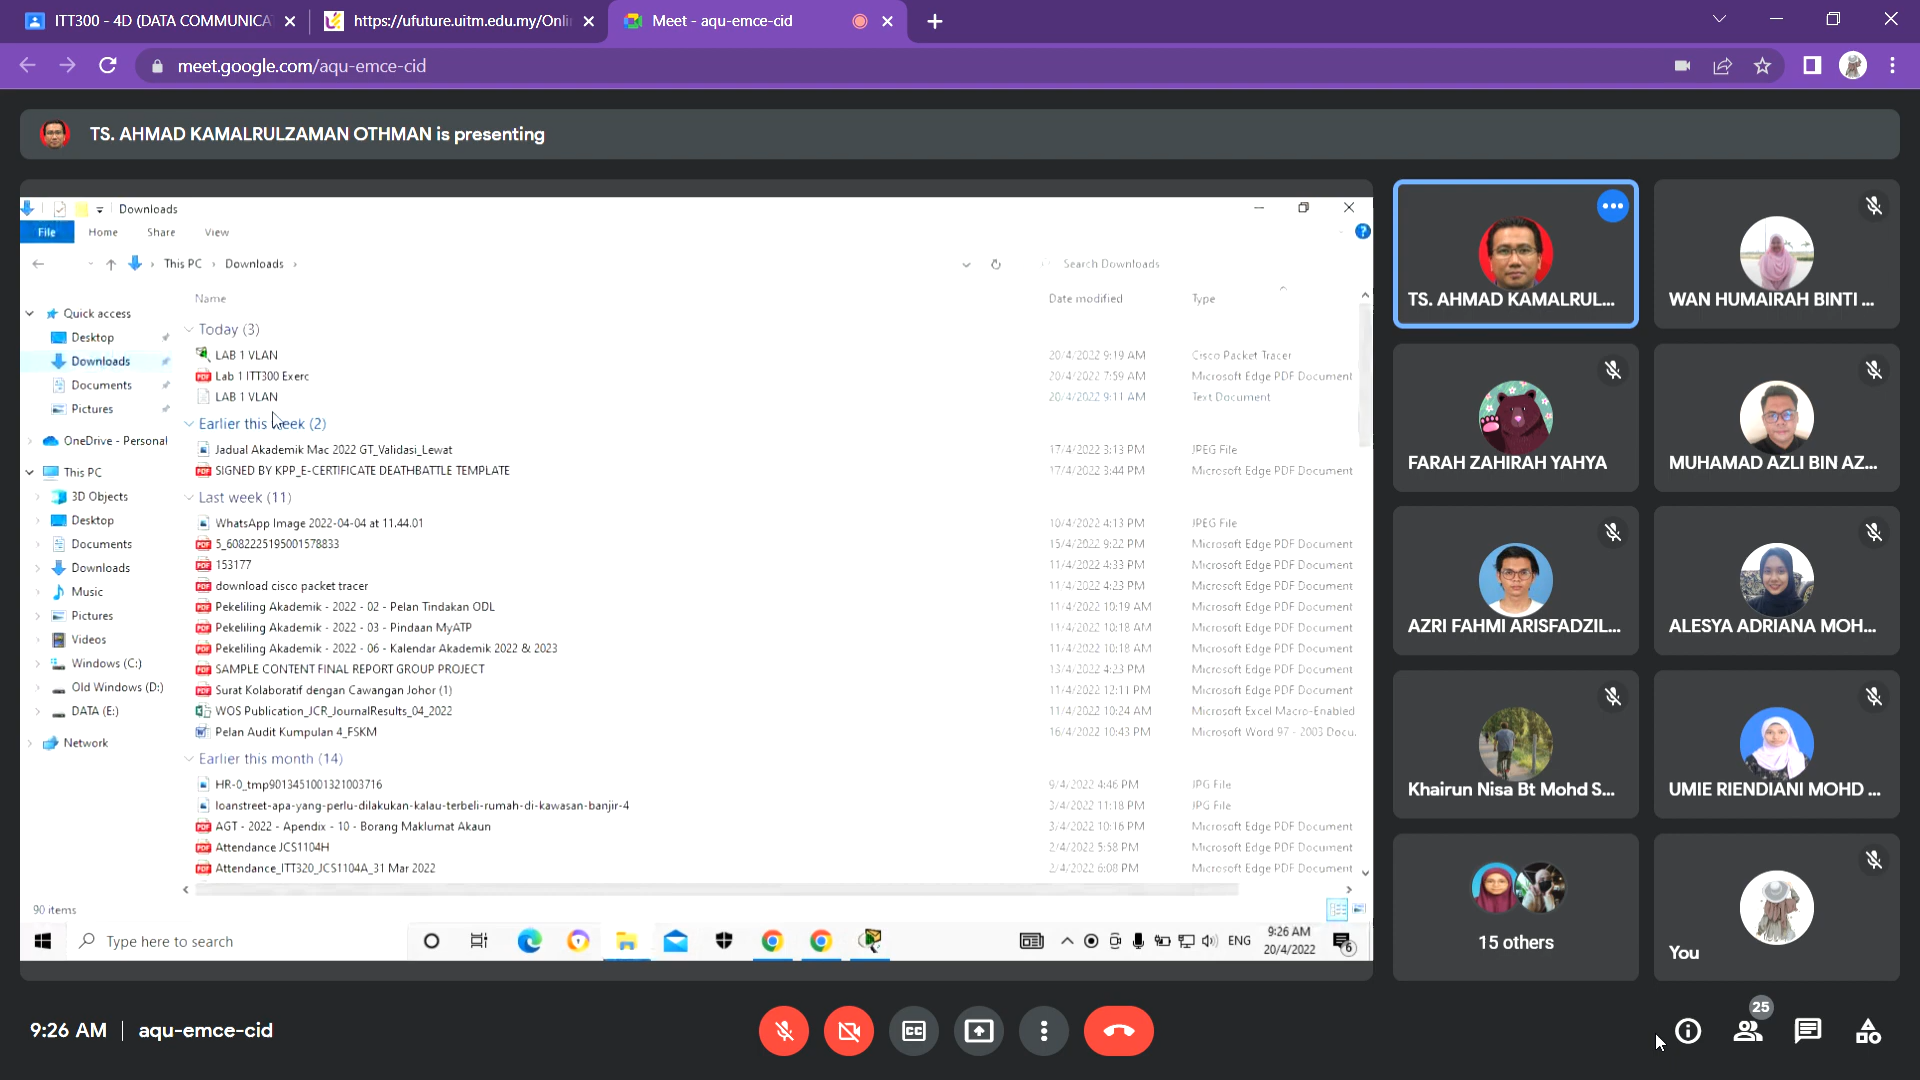 ITT300 - 4D (DATA COMMUNICA
https://ufuture.uitm.edu.my/Onli
Meet - aqu-emce-cid
meet.google.com/aqu-emce-cid
TS. AHMAD KAMALRULZAMAN OTHMAN is presenting
Downloads
File Home Share View
This PC › Downloads ›
Search Downloads
Name Date modified Type
Quick access
Desktop
Downloads
Documents
Pictures
OneDrive - Personal
This PC
3D Objects
Desktop
Documents
Downloads
Music
Pictures
Videos
Windows (C:)
Old Windows (D:)
DATA (E:)
Network
Today (3)
LAB 1 VLAN 20/4/2022 9:19 AM Cisco Packet Tracer
Lab 1 ITT300 Exerc 20/4/2022 7:59 AM Microsoft Edge PDF Document
LAB 1 VLAN 20/4/2022 9:11 AM Text Document
Earlier this week (2)
Jadual Akademik Mac 2022 GT_Validasi_Lewat 17/4/2022 3:13 PM JPEG File
SIGNED BY KPP_E-CERTIFICATE DEATHBATTLE TEMPLATE 17/4/2022 3:44 PM Microsoft Edge PDF Document
Last week (11)
WhatsApp Image 2022-04-04 at 11.44.01 10/4/2022 4:13 PM JPEG File
5_6082225195001578833 15/4/2022 9:22 PM Microsoft Edge PDF Document
153177 11/4/2022 4:33 PM Microsoft Edge PDF Document
download cisco packet tracer 11/4/2022 4:23 PM Microsoft Edge PDF Document
Pekeliling Akademik - 2022 - 02 - Pelan Tindakan ODL 11/4/2022 10:19 AM Microsoft Edge PDF Document
Pekeliling Akademik - 2022 - 03 - Pindaan MyATP 11/4/2022 10:18 AM Microsoft Edge PDF Document
Pekeliling Akademik - 2022 - 06 - Kalendar Akademik 2022 & 2023 11/4/2022 10:18 AM Microsoft Edge PDF Document
SAMPLE CONTENT FINAL REPORT GROUP PROJECT 13/4/2022 4:23 PM Microsoft Edge PDF Document
Surat Kolaboratif dengan Cawangan Johor (1) 11/4/2022 12:11 PM Microsoft Edge PDF Document
WOS Publication_JCR_JournalResults_04_2022 11/4/2022 10:24 AM Microsoft Excel Macro-Enabled
Pelan Audit Kumpulan 4_FSKM 16/4/2022 10:43 PM Microsoft Word 97 - 2003 Docu.
Earlier this month (14)
HR-0_tmp9013451001321003716 9/4/2022 4:46 PM JPG File
loanstreet-apa-yang-perlu-dilakukan-kalau-terbeli-rumah-di-kawasan-banjir-4 3/4/2022 11:18 PM JPG File
AGT - 2022 - Apendix - 10 - Borang Maklumat Akaun 3/4/2022 10:16 PM Microsoft Edge PDF Document
Attendance JCS1104H 2/4/2022 5:58 PM Microsoft Edge PDF Document
Attendance_ITT320_JCS1104A_31 Mar 2022 2/4/2022 6:08 PM Microsoft Edge PDF Document
90 items
Type here to search
ENG
9:26 AM
20/4/2022
6
TS. AHMAD KAMALRUL...
WAN HUMAIRAH BINTI ...
FARAH ZAHIRAH YAHYA
MUHAMAD AZLI BIN AZ...
AZRI FAHMI ARISFADZIL...
ALESYA ADRIANA MOH...
Khairun Nisa Bt Mohd S...
UMIE RIENDIANI MOHD ...
15 others
You
9:26 AM | aqu-emce-cid
25